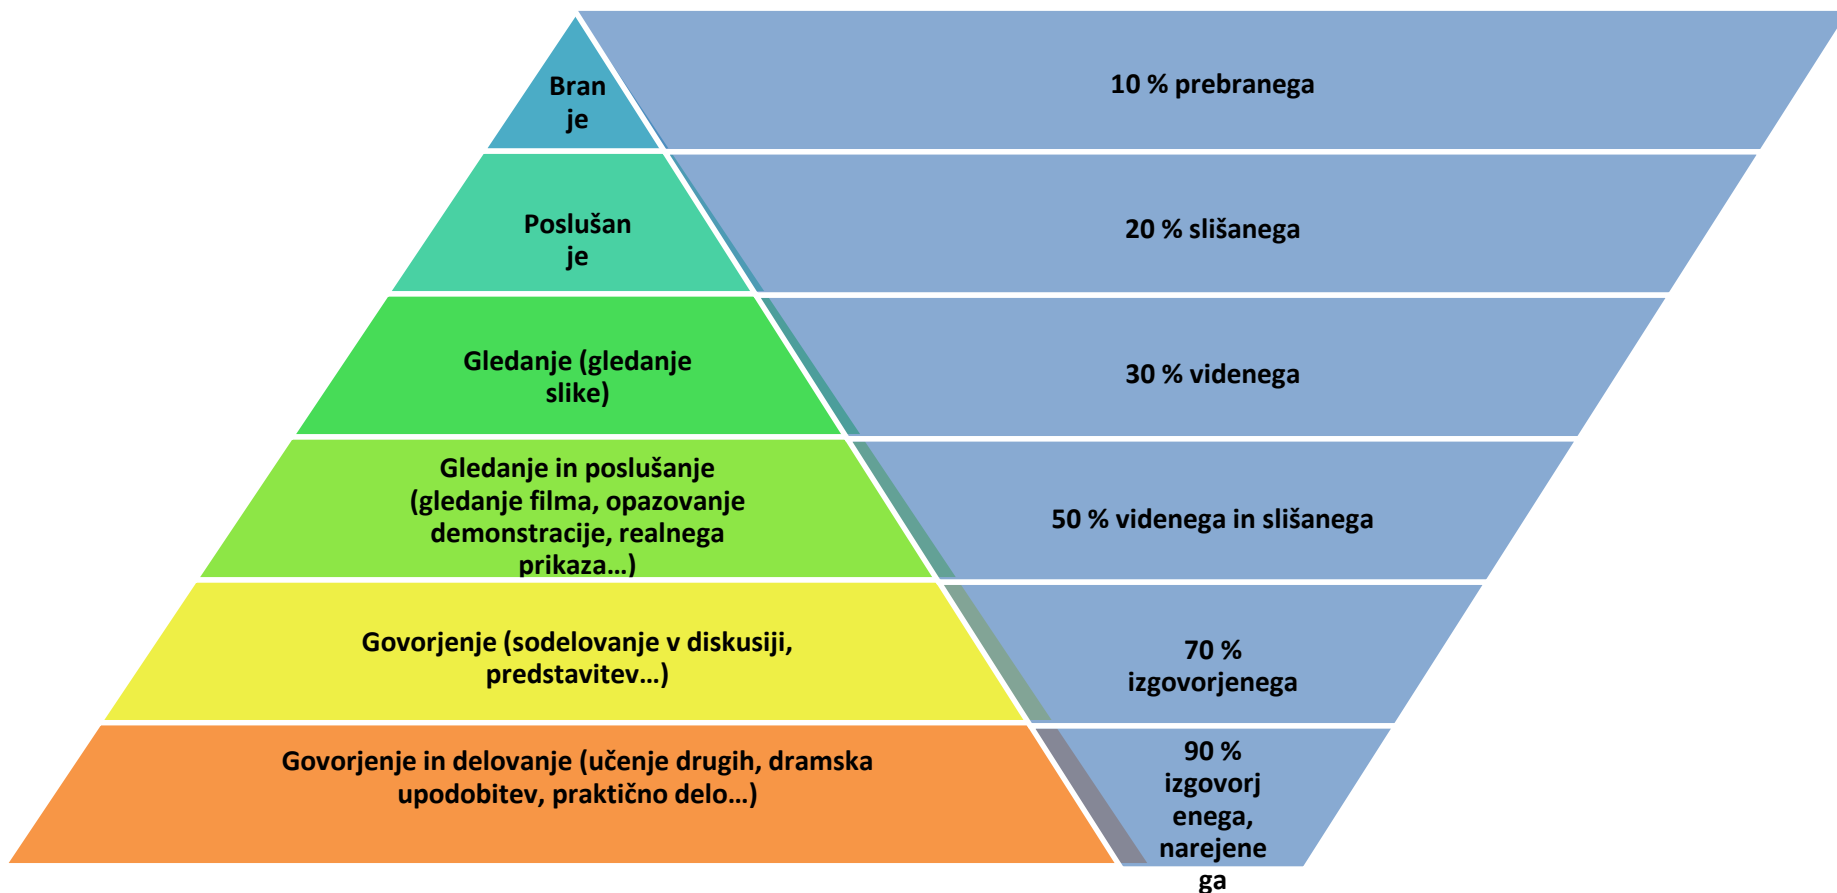 Bran
je
10 % prebranega
Poslušan
je
20 % slišanega
Gledanje (gledanje
slike)
30 % videnega
Gledanje in poslušanje
(gledanje filma, opazovanje
demonstracije, realnega
prikaza…)
50 % videnega in slišanega
Govorjenje (sodelovanje v diskusiji,
predstavitev…)
70 %
izgovorjenega
Govorjenje in delovanje (učenje drugih, dramska
upodobitev, praktično delo…)
90 %
izgovorj
enega,
narejene
ga